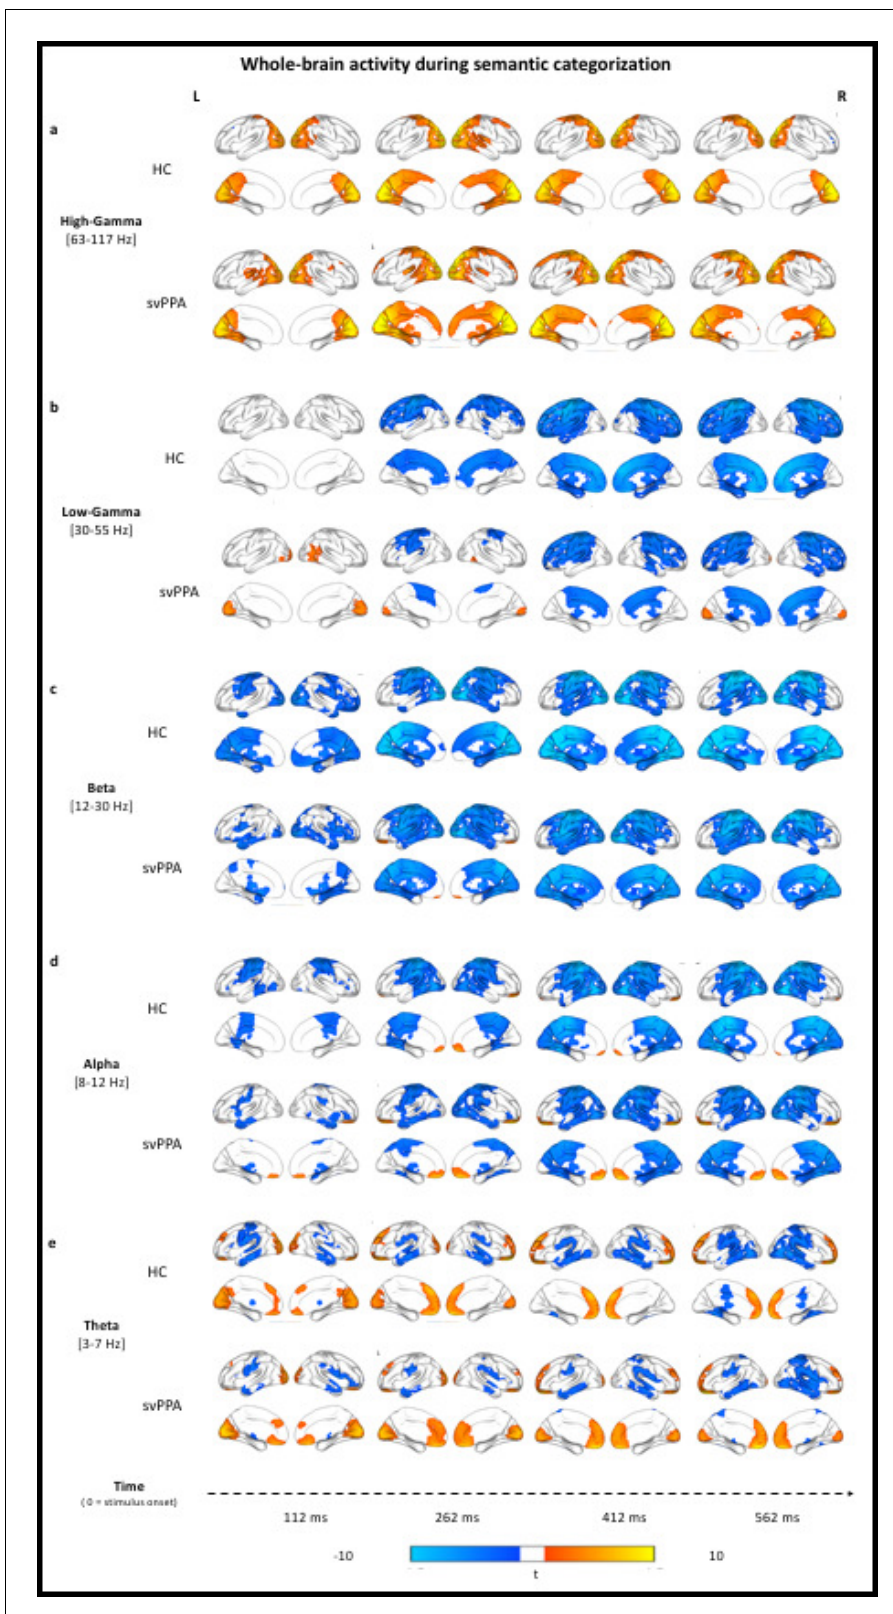 Whole-brain activity during semantic categorization
L
R
a
HC
High-Gamma
[63-117 Hz]
svPPA
b
HC
Low-Gamma
[30-55 Hz]
svPPA
c
HC
Beta
[12-30 Hz]
svPPA
d
HC
Alpha
[8-12 Hz]
svPPA
e
HC
Theta
[3-7 Hz]
svPPA
Time
( 0 = stimulus onset)
112 ms 262 ms 412 ms 562 ms
-10 10
t